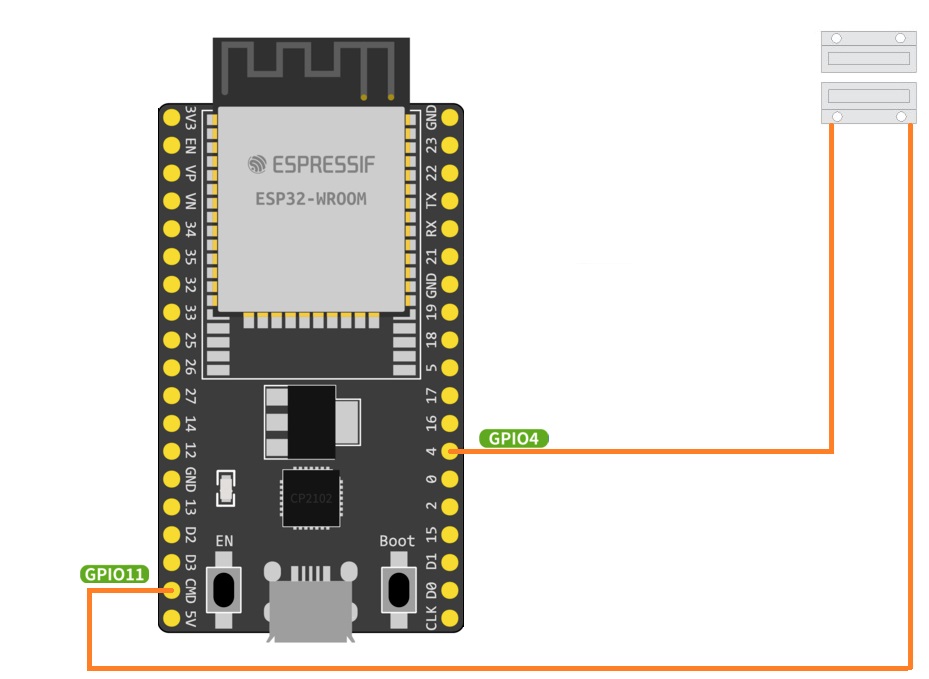 ESPRESSIF
ESP32-WROOM
3V3
EN
VP
VN
34
35
32
33
25
26
27
14
12
GND
13
D2
D3
CMD
5V
GND
23
22
TX
RX
21
GND
19
18
5
17
16
4
0
2
15
D1
D0
CLK
GPIO4
CP2102
EN
Boot
GPIO11